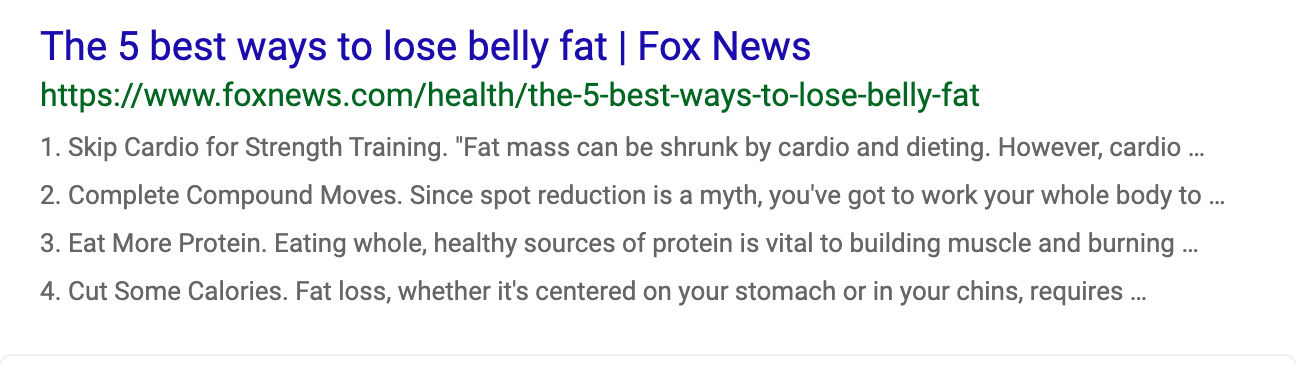 The 5 best ways to lose belly fat | Fox News
https://www.foxnews.com/health/the-5-best-ways-to-lose-belly-fat
1. Skip Cardio for Strength Training. "Fat mass can be shrunk by cardio and dieting. However, cardio ...
2. Complete Compound Moves. Since spot reduction is a myth, you've got to work your whole body to ...
3. Eat More Protein. Eating whole, healthy sources of protein is vital to building muscle and burning ...
4. Cut Some Calories. Fat loss, whether it's centered on your stomach or in your chins, requires ...